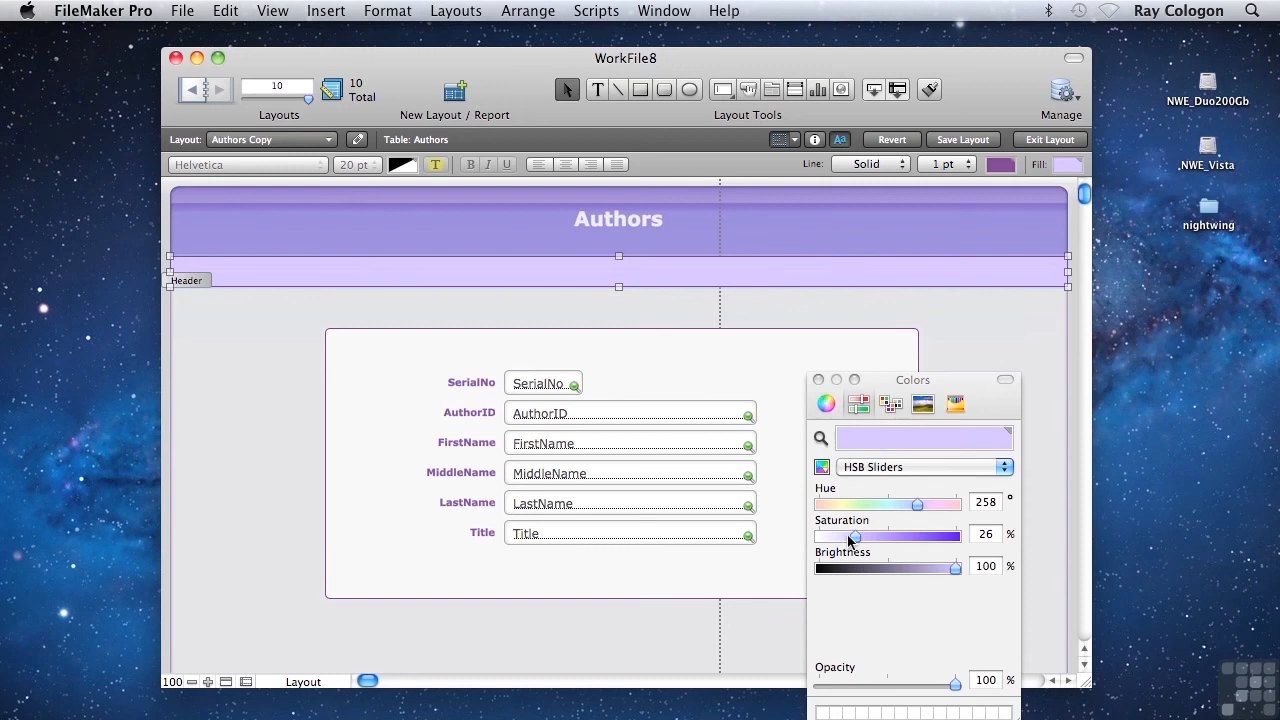 FileMaker Pro File Edit View Insert Format Layouts Arrange Scripts Window Help Ray Cologon
WorkFile8
10
10
Total
Layouts
New Layout / Report
Layout Tools
Manage
Layout: Authors Copy Table: Authors Aa Revert Save Layout Exit Layout
Helvetica 20 pt T B I U Line: Solid 1 pt Fill:
Authors
Header
SerialNo SerialNo
AuthorID AuthorID
FirstName FirstName
MiddleName MiddleName
LastName LastName
Title Title
Colors
HSB Sliders
Hue
258 °
Saturation
26 %
Brightness
100 %
Opacity
100 %
100 Layout
NWE_Duo200Gb
NWE_Vista
nightwing